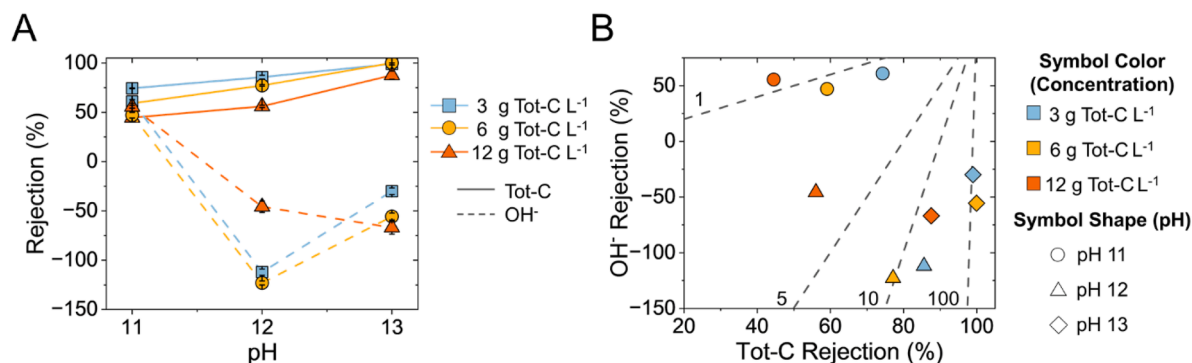 A
Rejection (%)
100
50
0
−50
−100
−150
11
12
13
pH
3 g Tot-C L⁻¹
6 g Tot-C L⁻¹
12 g Tot-C L⁻¹
Tot-C
OH⁻
B
OH⁻ Rejection (%)
50
0
−50
−100
−150
1
5
10
100
20
40
60
80
100
Tot-C Rejection (%)
Symbol Color
(Concentration)
3 g Tot-C L⁻¹
6 g Tot-C L⁻¹
12 g Tot-C L⁻¹
Symbol Shape (pH)
pH 11
pH 12
pH 13